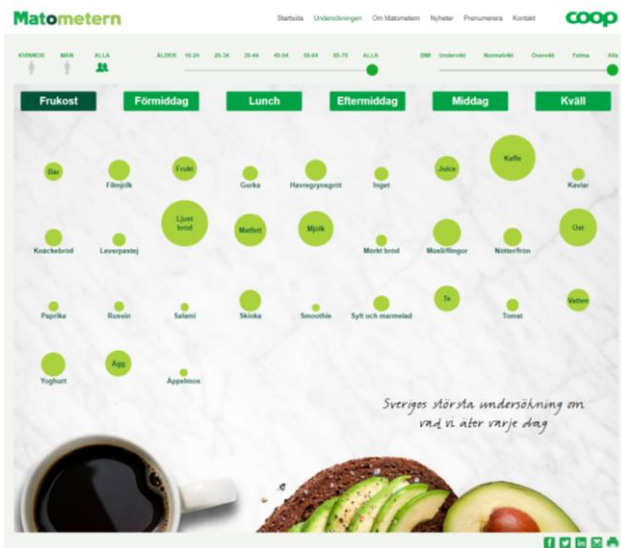 Matometern
Startsida Undersökningen Om Matometern Nyheter Prenumerera Kontakt
coop
KVINNOR MÄN ALLA
ÅLDER 18-24 25-34 35-44 45-54 55-64 65-75 ALLA
BMI Undervikt Normalvikt Övervikt Fetma Alla
Frukost Förmiddag Lunch Eftermiddag Middag Kväll
Bär Filmjölk Frukt Gurka Havregrynsgröt Inget Juice Kaffe Kaviar
Knäckebröd Leverpastej Ljust bröd Matfett Mjölk Mörkt bröd Müsli/flingor Nötter/frön Ost
Paprika Russin Salami Skinka Smoothie Sylt och marmelad Te Tomat Vatten
Yoghurt Ägg Äppelmos
Sveriges största undersökning om
vad vi äter varje dag